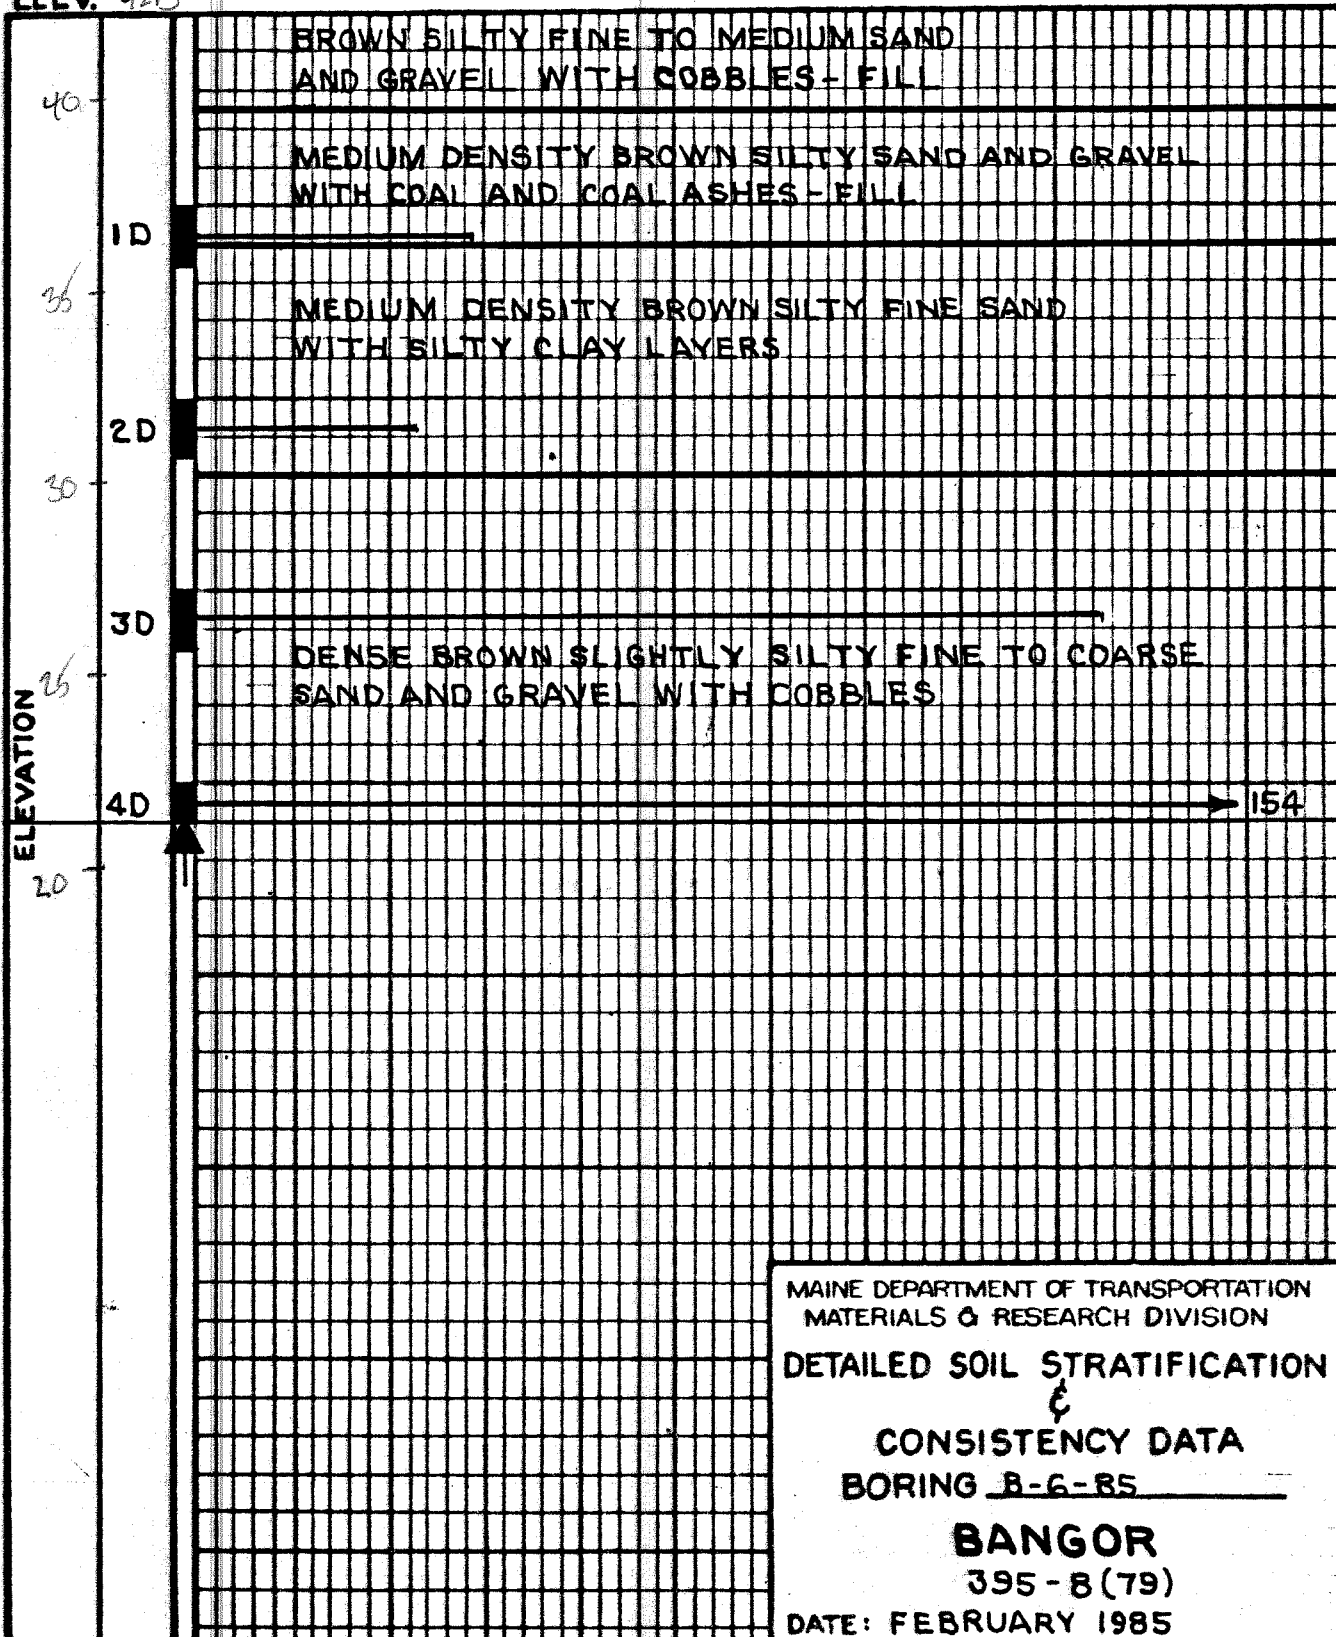 ELEV.
BROWN SILTY FINE TO MEDIUM SAND
AND GRAVEL WITH COBBLES - FILL
40
MEDIUM DENSITY BROWN SILTY SAND AND GRAVEL
WITH COAL AND COAL ASHES - FILL
1D
35
MEDIUM DENSITY BROWN SILTY FINE SAND
WITH SILTY CLAY LAYERS
2D
30
3D
DENSE BROWN SLIGHTLY SILTY FINE TO COARSE
SAND AND GRAVEL WITH COBBLES
25
ELEVATION
4D
154
20
MAINE DEPARTMENT OF TRANSPORTATION
MATERIALS & RESEARCH DIVISION
DETAILED SOIL STRATIFICATION
&
CONSISTENCY DATA
BORING B-6-85
BANGOR
395-8(79)
DATE: FEBRUARY 1985